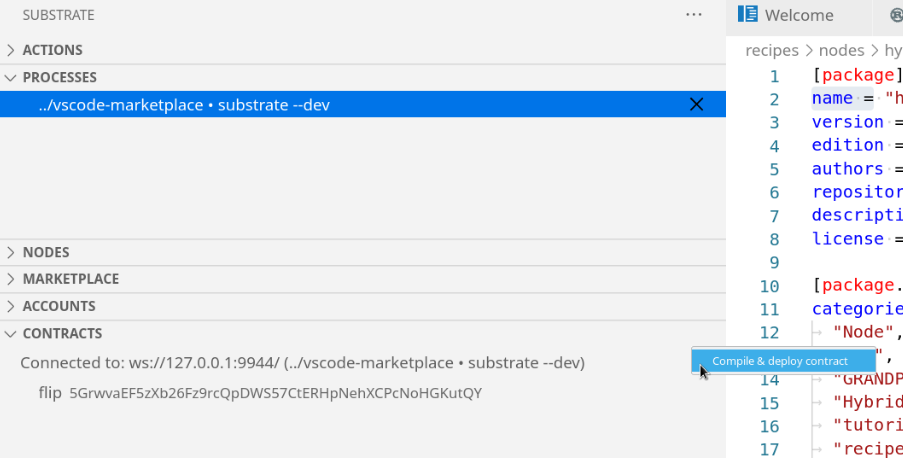 SUBSTRATE
ACTIONS
PROCESSES
../vscode-marketplace • substrate --dev
NODES
MARKETPLACE
ACCOUNTS
CONTRACTS
Connected to: ws://127.0.0.1:9944/ (../vscode-marketplace • substrate --dev)
flip 5GrwvaEF5zXb26Fz9rcQpDWS57CtERHpNehXCPcNoHGKutQY
Welcome
recipes > nodes > hy
1 [package]
2 name = "h
3 version =
4 edition =
5 authors =
6 repositor
7 descripti
8 license =
9
10 [package.
11 categorie
12 "Node",
Compile & deploy contract
",
14 "GRANDP
15 "Hybrid
16 "tutori
17 "recipe